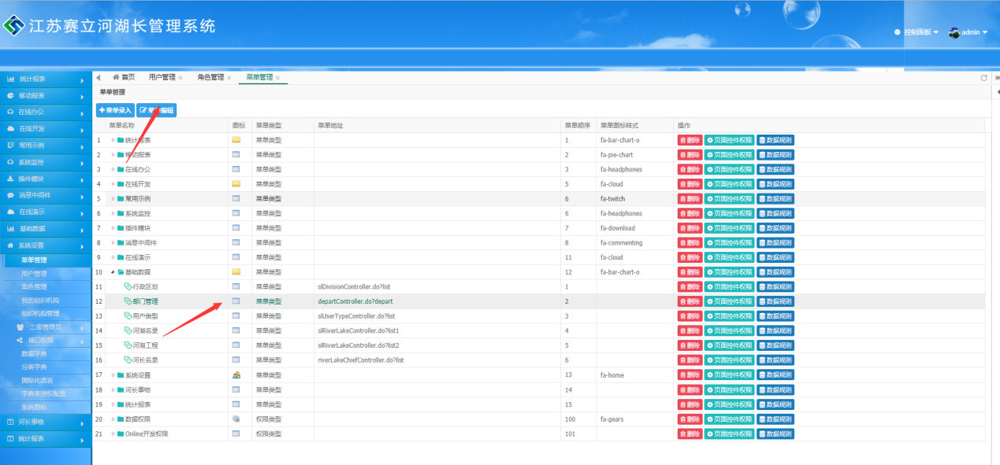 江苏赛立河湖长管理系统
控制面板 admin
统计报表
移动报表
在线办公
在线开发
常用示例
系统监控
插件模块
消息中间件
在线演示
基础数据
系统设置
菜单管理
用户管理
角色管理
我的组织机构
组织机构管理
二级管理员
接口权限
数据字典
分类字典
国际化语言
字典表授权配置
系统图标
河长事物
统计报表
首页 用户管理 角色管理 菜单管理
菜单管理
菜单录入 菜单编辑
菜单名称 图标 菜单类型 菜单地址 菜单顺序 菜单图标样式 操作
1 统计报表 菜单类型 1 fa-bar-chart-o 删除 页面控件权限 数据规则
2 移动报表 菜单类型 2 fa-pie-chart 删除 页面控件权限 数据规则
3 在线办公 菜单类型 3 fa-headphones 删除 页面控件权限 数据规则
4 在线开发 菜单类型 5 fa-cloud 删除 页面控件权限 数据规则
5 常用示例 菜单类型 6 fa-twitch 删除 页面控件权限 数据规则
6 系统监控 菜单类型 6 fa-headphones 删除 页面控件权限 数据规则
7 插件模块 菜单类型 7 fa-download 删除 页面控件权限 数据规则
8 消息中间件 菜单类型 8 fa-commenting 删除 页面控件权限 数据规则
9 在线演示 菜单类型 11 fa-cloud 删除 页面控件权限 数据规则
10 基础数据 菜单类型 12 fa-bar-chart-o 删除 页面控件权限 数据规则
11 行政区划 菜单类型 slDivisionController.do?list 1 删除 页面控件权限 数据规则
12 部门管理 菜单类型 departController.do?depart 2 删除 页面控件权限 数据规则
13 用户类型 菜单类型 slUserTypeController.do?list 3 删除 页面控件权限 数据规则
14 河湖名录 菜单类型 slRiverLakeController.do?list1 4 删除 页面控件权限 数据规则
15 河湖工程 菜单类型 slRiverLakeController.do?list2 5 删除 页面控件权限 数据规则
16 河长名录 菜单类型 riverLakeChiefController.do?list 6 删除 页面控件权限 数据规则
17 系统设置 菜单类型 13 fa-home 删除 页面控件权限 数据规则
18 河长事物 菜单类型 14 删除 页面控件权限 数据规则
19 统计报表 菜单类型 15 删除 页面控件权限 数据规则
20 数据权限 权限类型 100 fa-gears 删除 页面控件权限 数据规则
21 Online开发权限 权限类型 101 删除 页面控件权限 数据规则